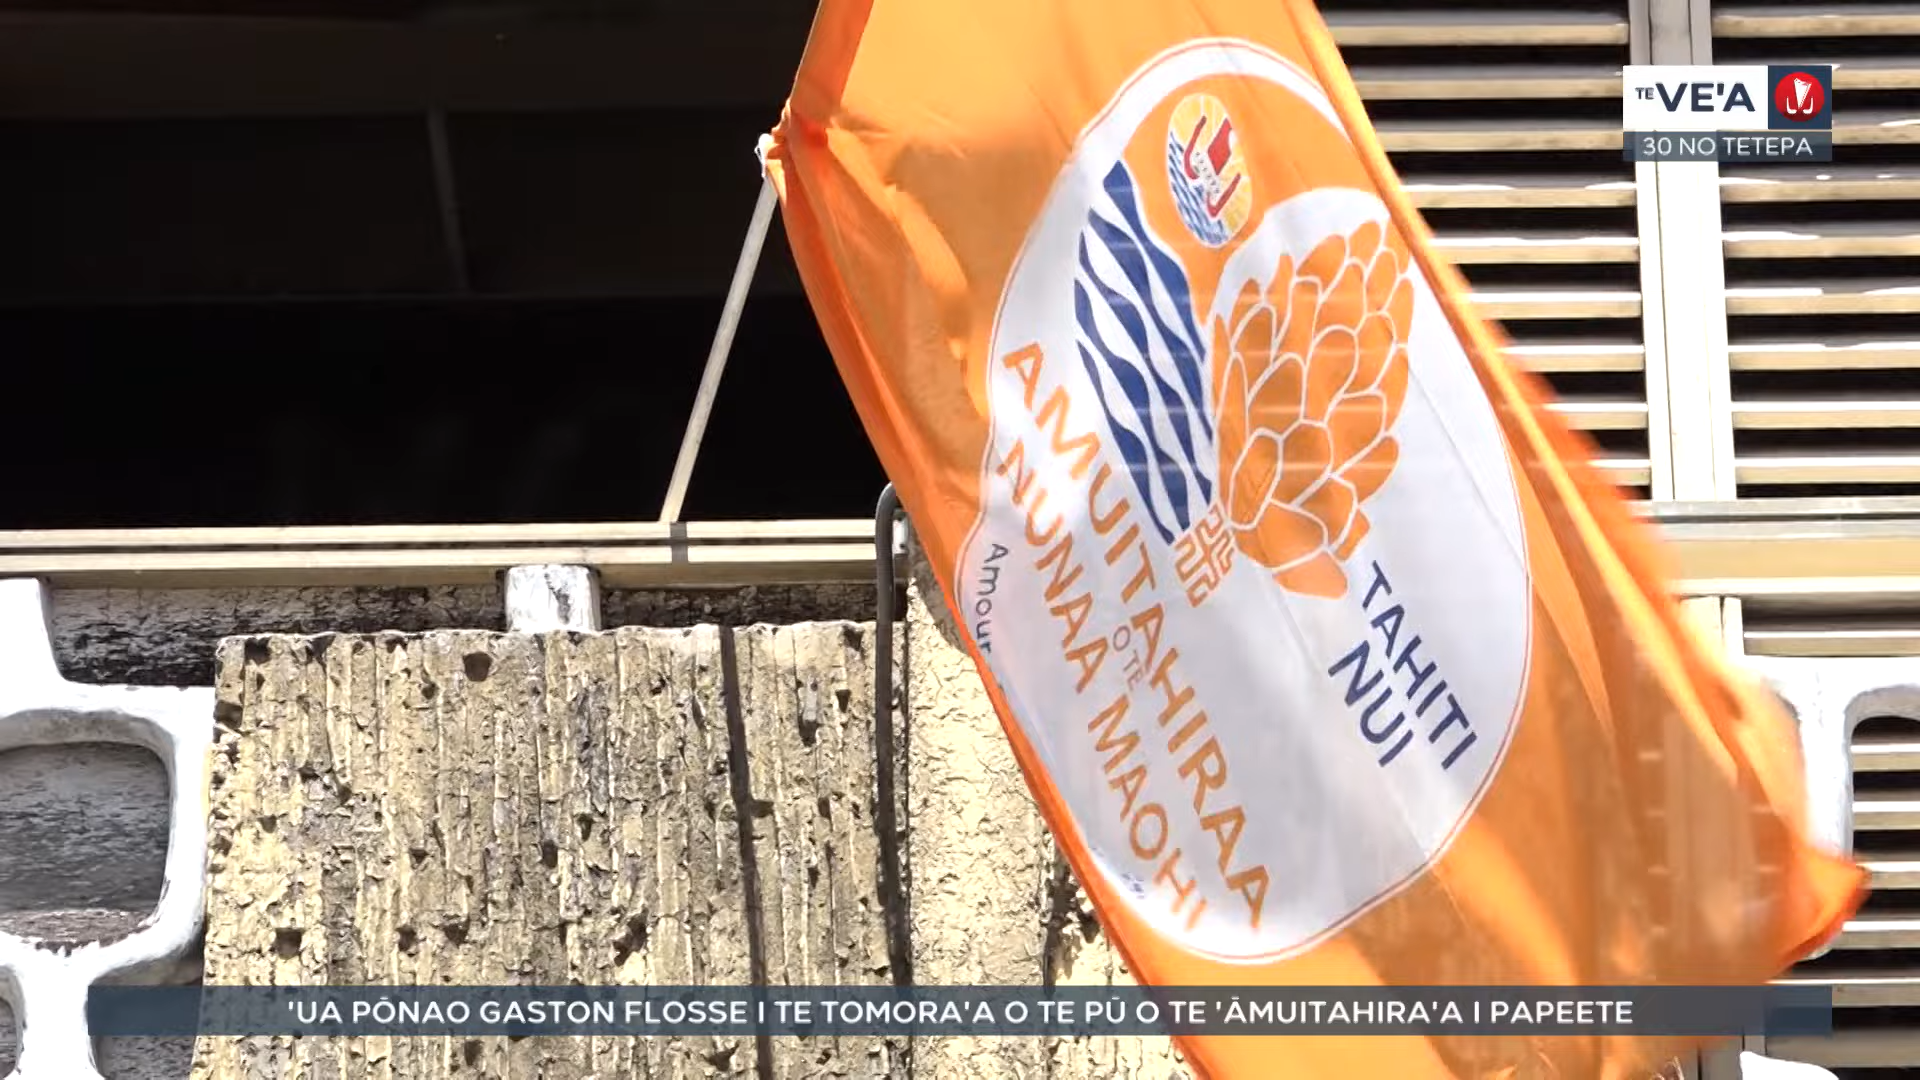 TE VE'A
30 NO TETEPA
AMUITAHIRAA
O TE
NUNAA MAOHI
Amour
TAHITI
NUI
'UA PŌNAO GASTON FLOSSE I TE TOMORA'A O TE PŪ O TE 'ĀMUITAHIRA'A I PAPEETE